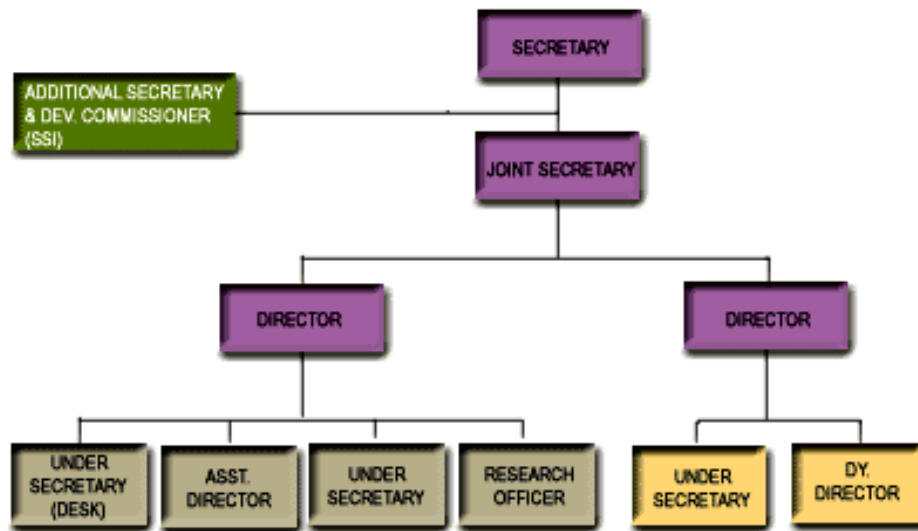 SECRETARY
ADDITIONAL SECRETARY
& DEV. COMMISSIONER
(SSI)
JOINT SECRETARY
DIRECTOR
DIRECTOR
UNDER
SECRETARY
(DESK)
ASST.
DIRECTOR
UNDER
SECRETARY
RESEARCH
OFFICER
UNDER
SECRETARY
DY.
DIRECTOR